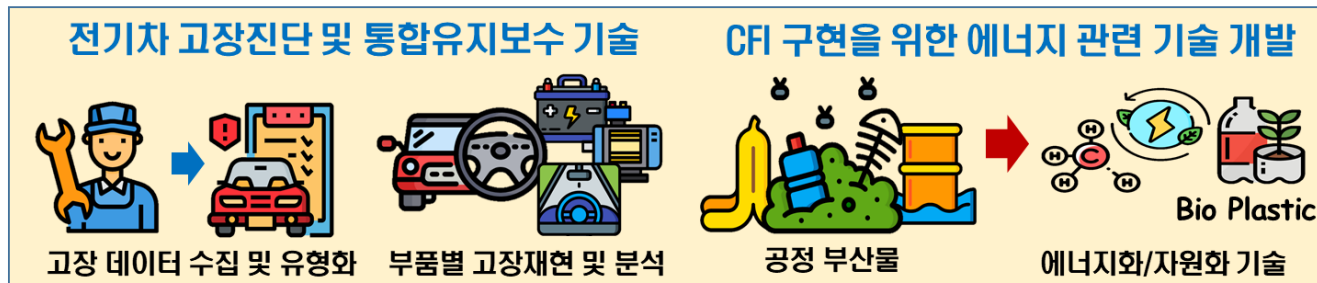 전기차 고장진단 및 통합유지보수 기술
고장 데이터 수집 및 유형화
부품별 고장재현 및 분석
CFI 구현을 위한 에너지 관련 기술 개발
공정 부산물
H
H
C
H
H
Bio Plastic
에너지화/자원화 기술